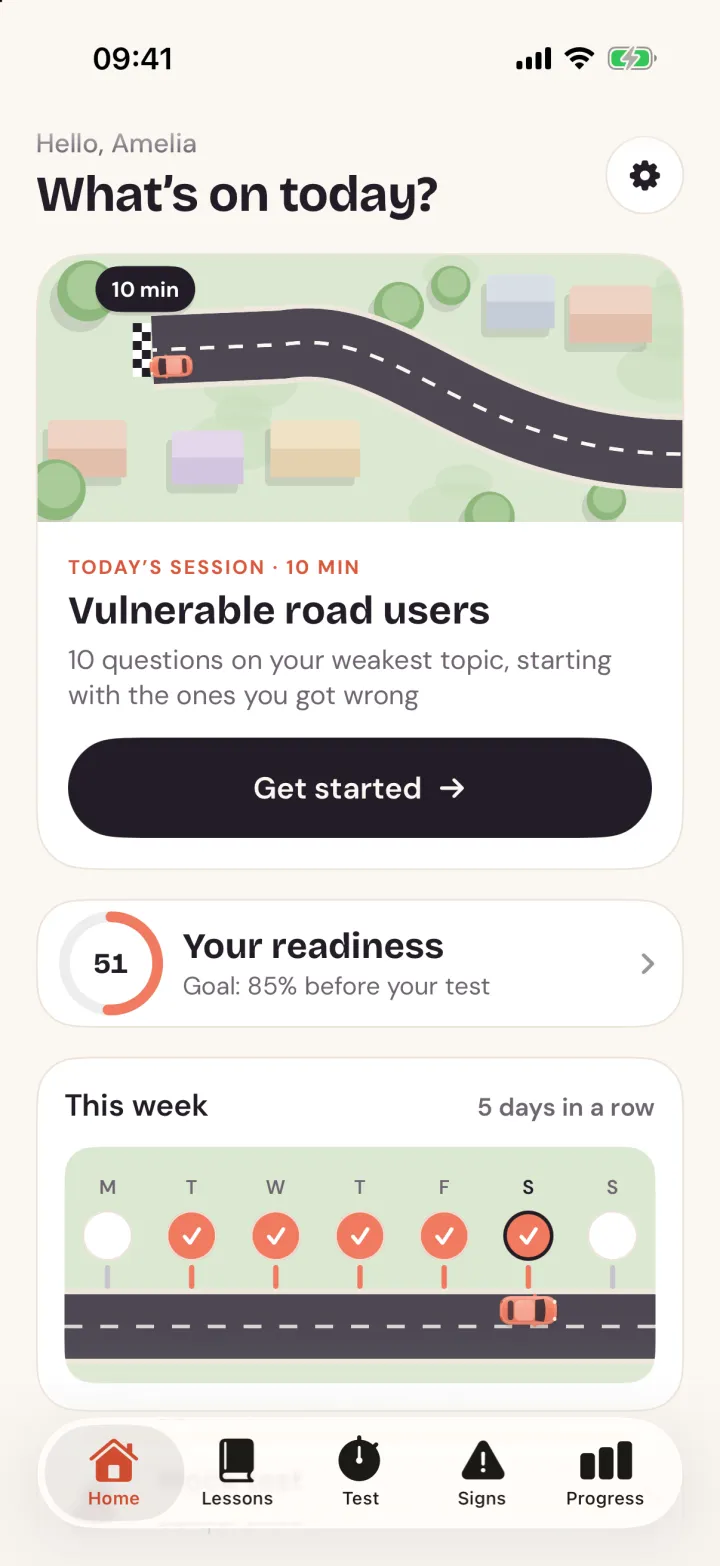 09:41
Hello, Amelia
What's on today?
10 min
TODAY'S SESSION · 10 MIN
Vulnerable road users
10 questions on your weakest topic, starting
with the ones you got wrong
Get started →
51
Your readiness
Goal: 85% before your test
This week
5 days in a row
M T W T F S S
Home
Lessons
Test
Signs
Progress